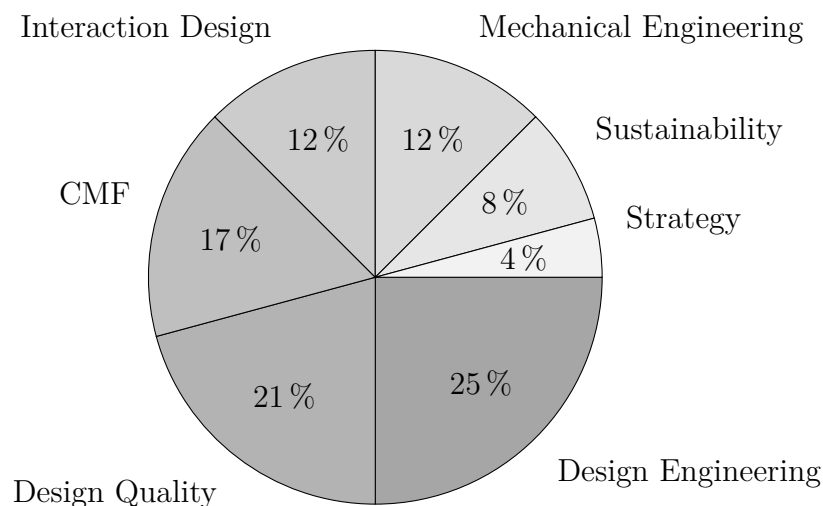 Interaction Design
Mechanical Engineering
12 %
12 %
Sustainability
CMF
8 %
Strategy
17 %
4 %
21 %
25 %
Design Engineering
Design Quality